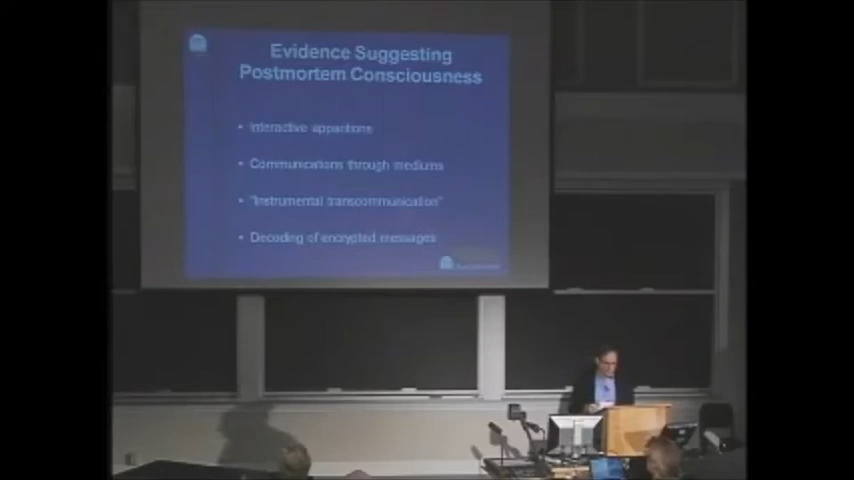 Evidence Suggesting
Postmortem Consciousness
• Interactive apparitions
• Communications through mediums
• "Instrumental transcommunication"
• Decoding of encrypted messages